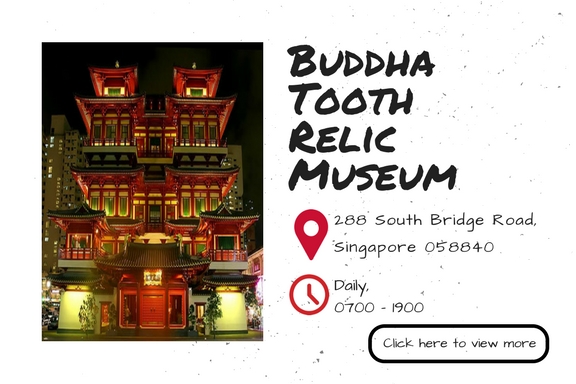 Buddha
Tooth
Relic
Museum
288 South Bridge Road,
Singapore 058840
Daily,
0700 - 1900
Click here to view more